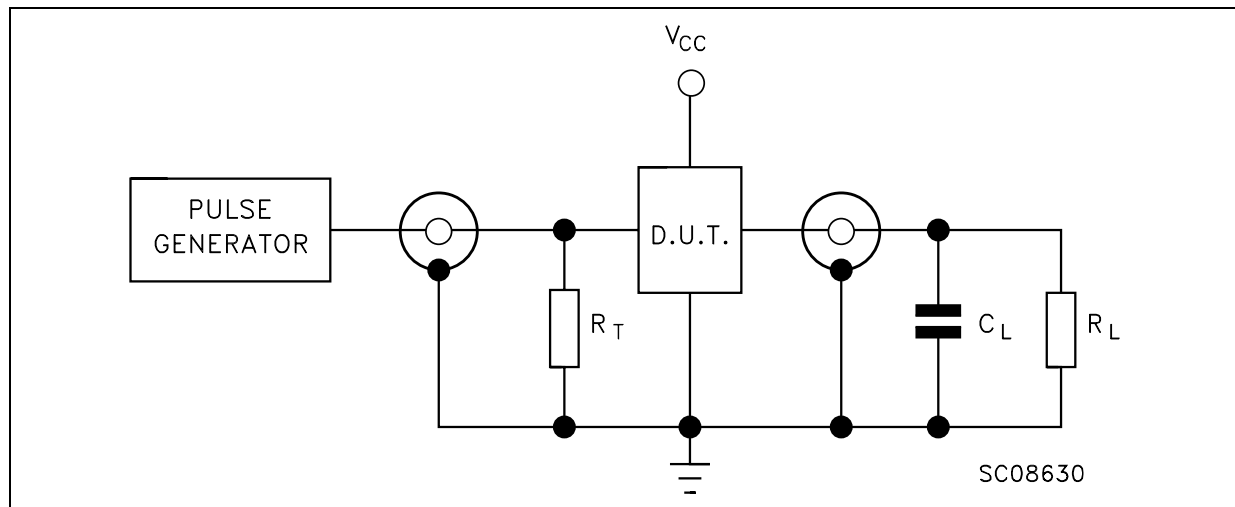 VCC
PULSE
GENERATOR
D.U.T.
RT
CL
RL
SC08630